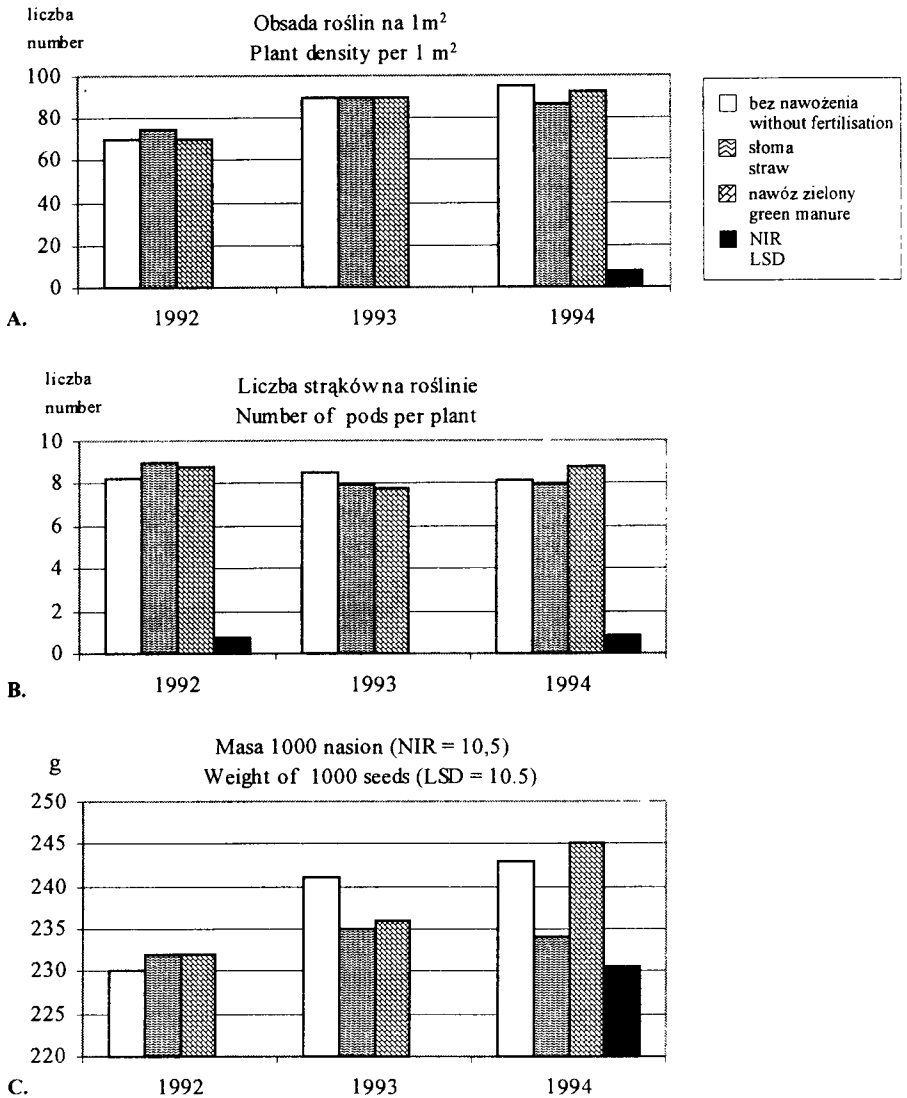 liczba
number
Obsada roślin na 1m²
Plant density per 1 m²
100
80
60
40
20
0
1992
1993
1994
A.
bez nawożenia
without fertilisation
słoma
straw
nawóz zielony
green manure
NIR
LSD
liczba
number
Liczba strąków na roślinie
Number of pods per plant
10
8
6
4
2
0
1992
1993
1994
B.
g
Masa 1000 nasion (NIR = 10,5)
Weight of 1000 seeds (LSD = 10.5)
250
245
240
235
230
225
220
1992
1993
1994
C.